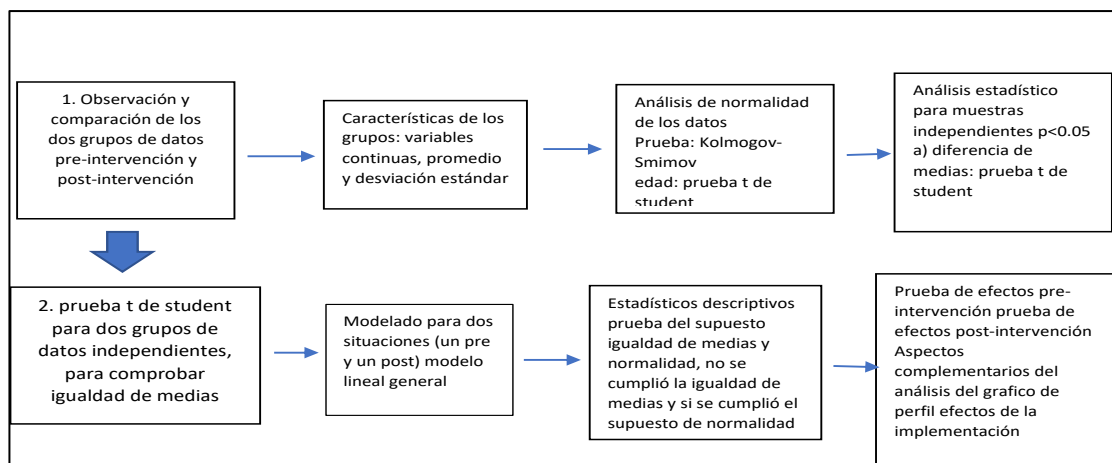 1. Observación y
comparación de los
dos grupos de datos
pre-intervención y
post-intervención
Características de los
grupos: variables
continuas, promedio
y desviación estándar
Análisis de normalidad
de los datos
Prueba: Kolmogov-
Smimov
edad: prueba t de
student
Análisis estadístico
para muestras
independientes p<0.05
a) diferencia de
medias: prueba t de
student
2. prueba t de student
para dos grupos de
datos independientes,
para comprobar
igualdad de medias
Modelado para dos
situaciones (un pre
y un post) modelo
lineal general
Estadísticos descriptivos
prueba del supuesto
igualdad de medias y
normalidad, no se
cumplió la igualdad de
medias y si se cumplió el
supuesto de normalidad
Prueba de efectos pre-
intervención prueba de
efectos post-intervención
Aspectos
complementarios del
análisis del grafico de
perfil efectos de la
implementación